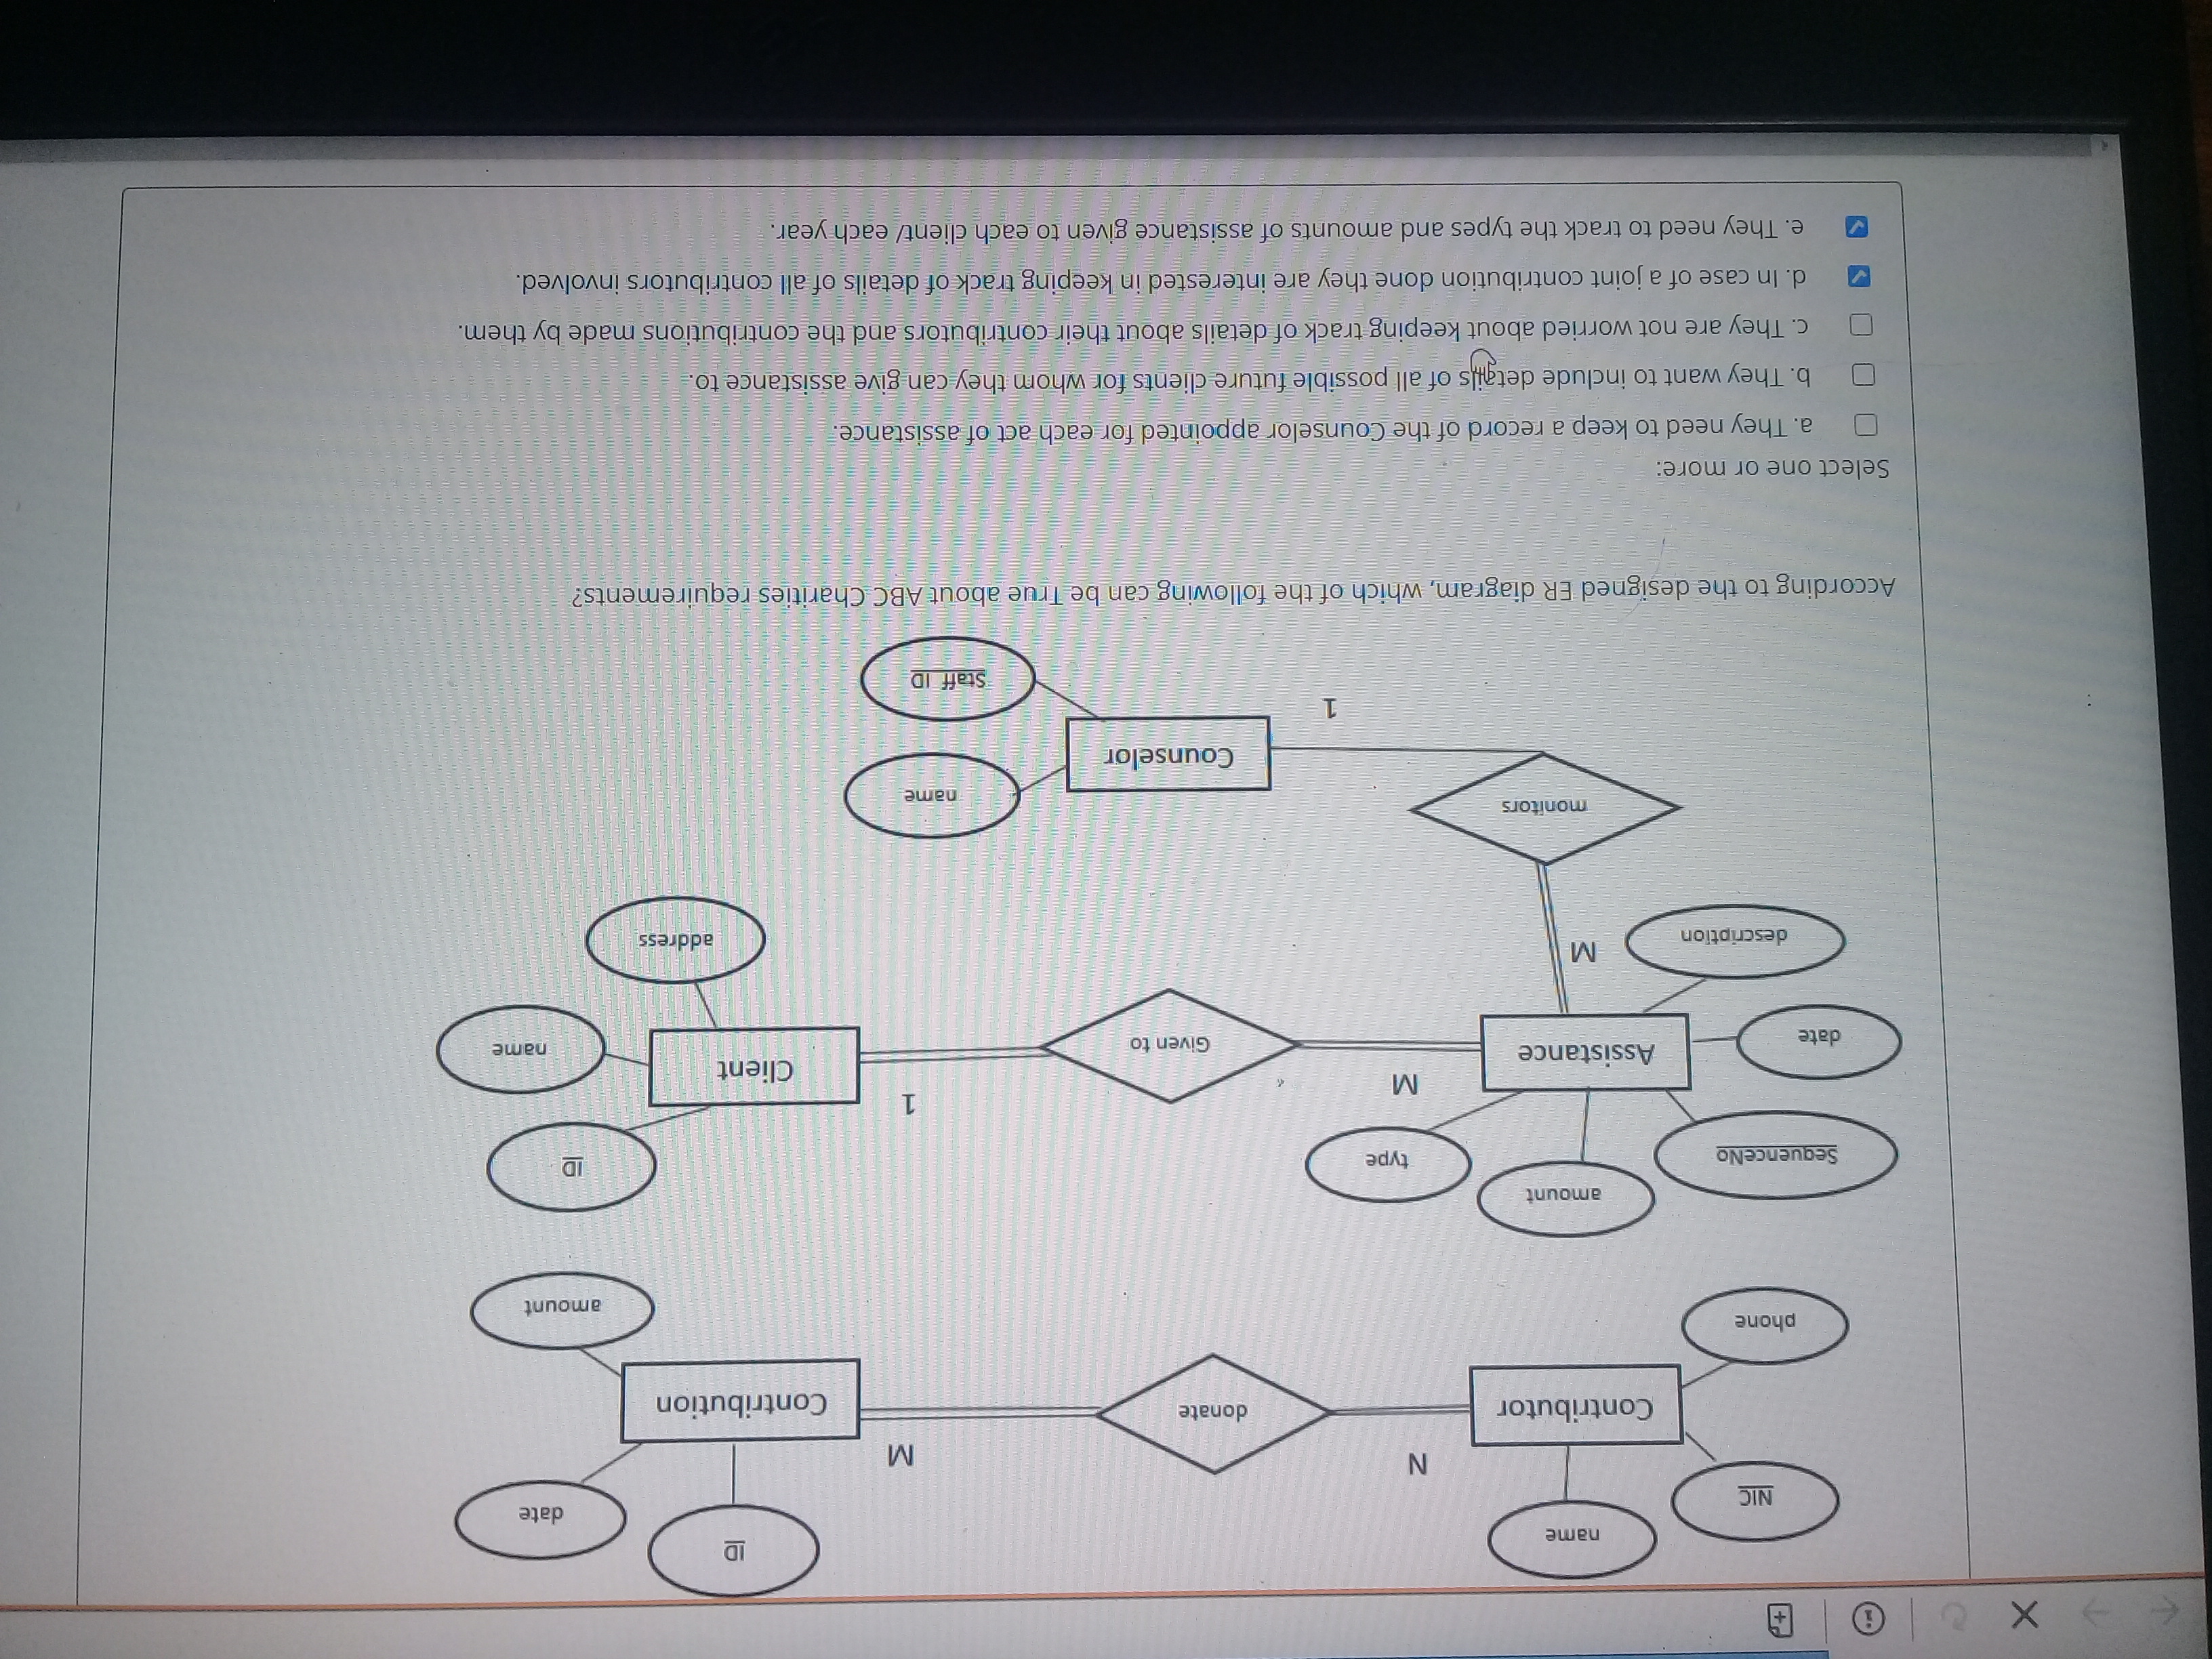 ID
name
date
NIC
N
M
Contributor
donate
Contribution
phone
amount
amount
SequenceNo
type
ID
M
1
Assistance
Given to
Client
date
name
description
M
address
monitors
name
Counselor
1
Staff_ID
According to the designed ER diagram, which of the following can be True about ABC Charities requirements?
Select one or more:
a. They need to keep a record of the Counselor appointed for each act of assistance.
b. They want to include details of all possible future clients for whom they can give assistance to.
c. They are not worried about keeping track of details about their contributors and the contributions made by them.
d. In case of a joint contribution done they are interested in keeping track of details of all contributors involved.
e. They need to track the types and amounts of assistance given to each client/ each year.